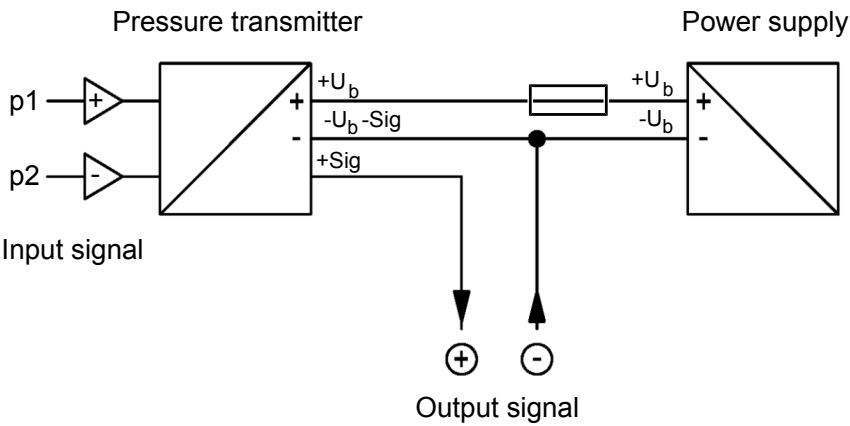 Pressure transmitter
Power supply
p1
+
+
+U_b
+U_b
+
-
-U_b -Sig
-U_b
-
p2
-
+Sig
Input signal
+
-
Output signal